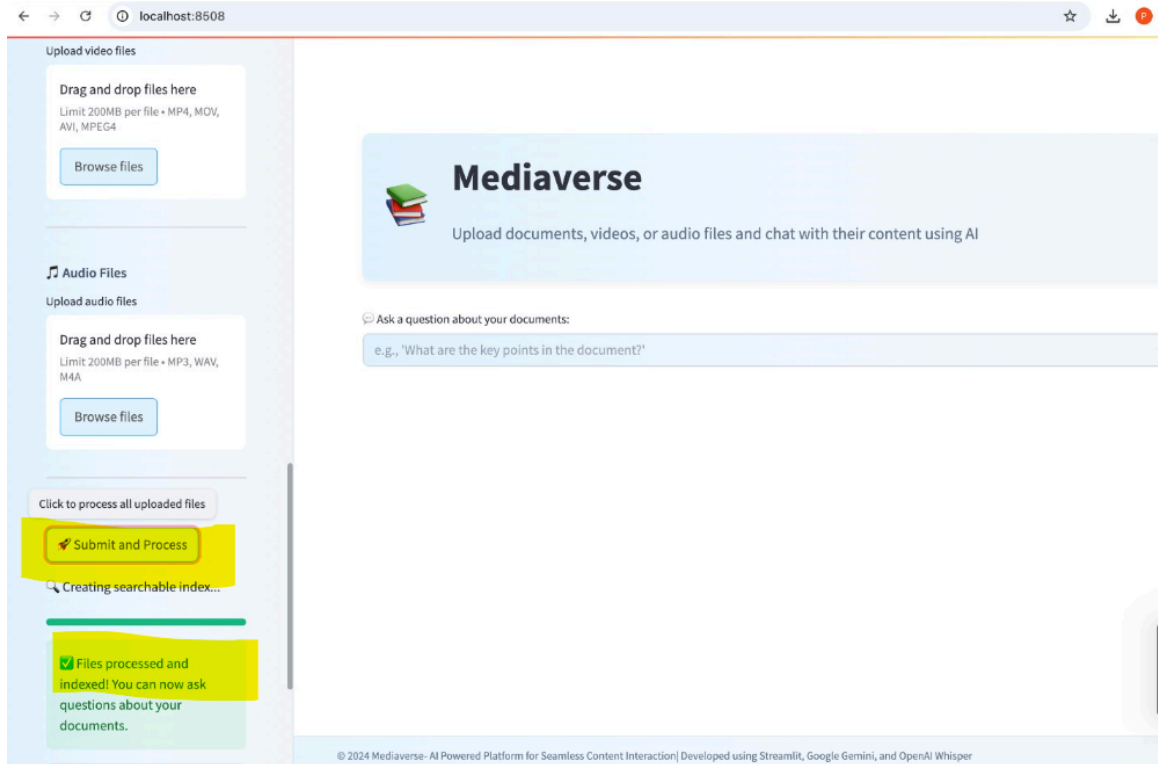 localhost:8508
Upload video files
Drag and drop files here
Limit 200MB per file • MP4, MOV,
AVI, MPEG4
Browse files
🎵 Audio Files
Upload audio files
Drag and drop files here
Limit 200MB per file • MP3, WAV,
M4A
Browse files
Click to process all uploaded files
🚀 Submit and Process
🔍 Creating searchable index...
✅ Files processed and
indexed! You can now ask
questions about your
documents.
Mediaverse
Upload documents, videos, or audio files and chat with their content using AI
💬 Ask a question about your documents:
e.g., 'What are the key points in the document?'
© 2024 Mediaverse- AI Powered Platform for Seamless Content Interaction| Developed using Streamlit, Google Gemini, and OpenAI Whisper
P